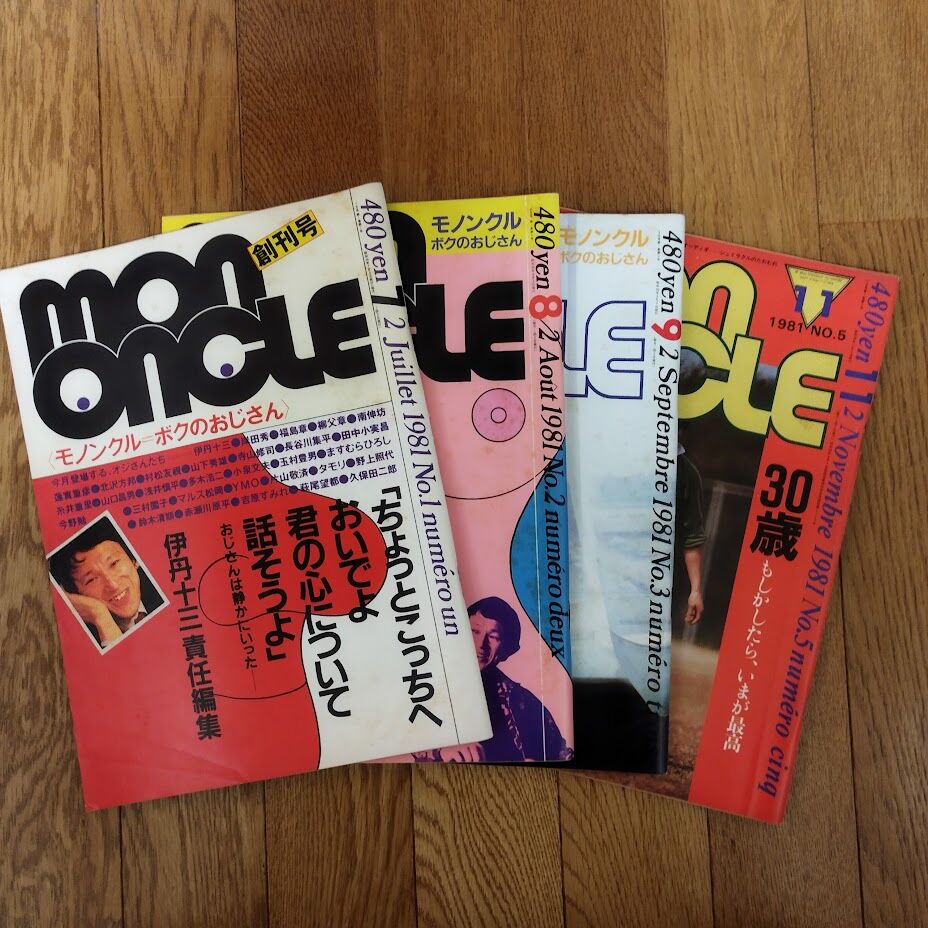 創刊号
mon
oncle
〈モノンクル=ボクのおじさん〉
今月登場する、オジさんたち
伊丹十三●岸田秀●福島章●柳父章●南伸坊
蓮實重彦●北沢方邦●村松友視●山下勇雄●寺山修司●長谷川集平●田中小実昌
糸井重里●山口昌男●浅井慎平●多木浩二●小泉文夫●玉村豊男●ますむらひろし
三村園子●マルス松岡●YMO●片山敬済●タモリ●野上照代
今野勉●鈴木清順●赤瀬川原平●吉原すみれ●萩尾望都●久保田二郎
「ちょっとこっちへ
おいでよ
君の心について
話そうよ」
おじさんは静かにいった──
伊丹十三責任編集
480yen 7/2 Juillet 1981 No.1 numéro un
モノンクル
ボクのおじさん
CLE
480yen 8/2 Août 1981 No.2 numéro deux
モノンクル
ボクのおじさん
LE
480yen 9/2 Septembre 1981 No.3 numéro t
11
1981 NO.5
n
CLE
30歳
もしかしたら、いまが最高
480yen 11/2 Novembre 1981 No.5 numéro cinq